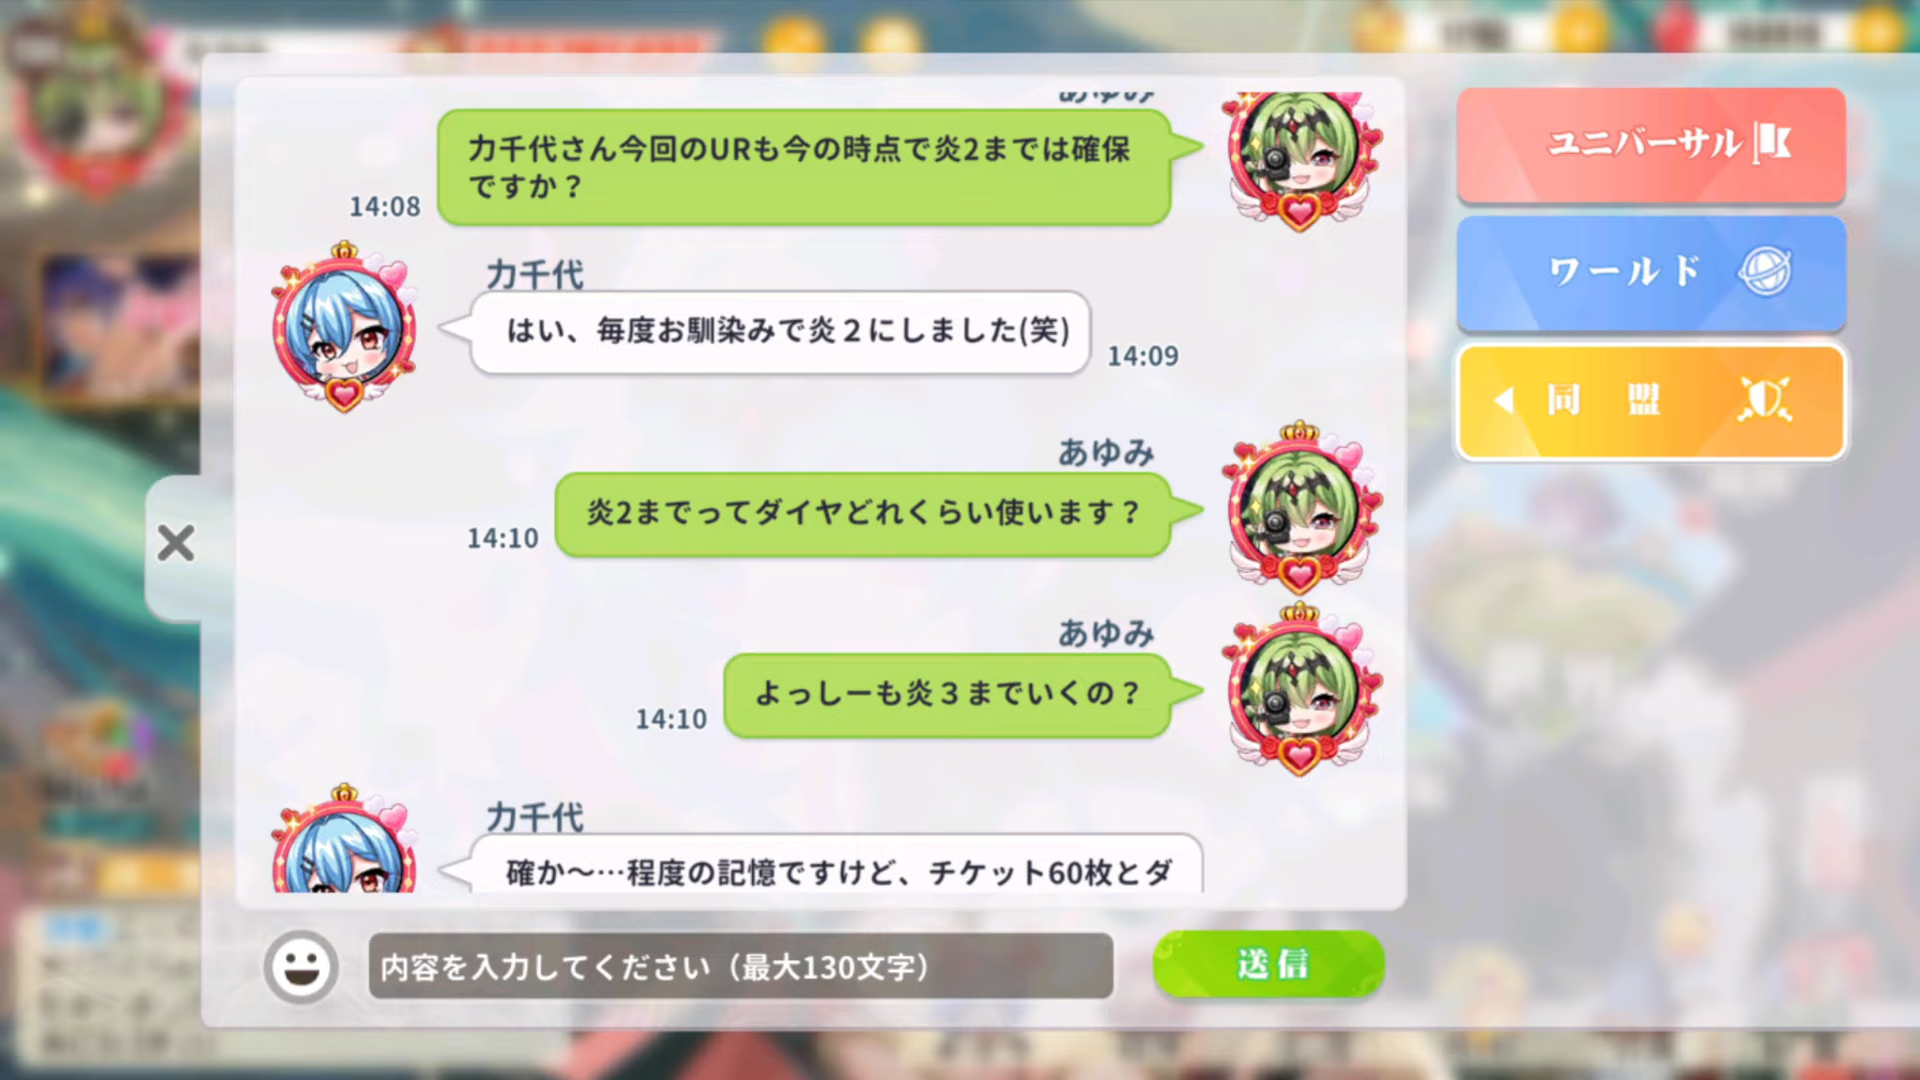 あゆみ
力千代さん今回のURも今の時点で炎2までは確保
ですか？
14:08
力千代
はい、毎度お馴染みで炎２にしました(笑)
14:09
あゆみ
炎2までってダイヤどれくらい使います？
14:10
あゆみ
よっしーも炎３までいくの？
14:10
力千代
確か～…程度の記憶ですけど、チケット60枚とダ
内容を入力してください（最大130文字）
送信
ユニバーサル
ワールド
同盟